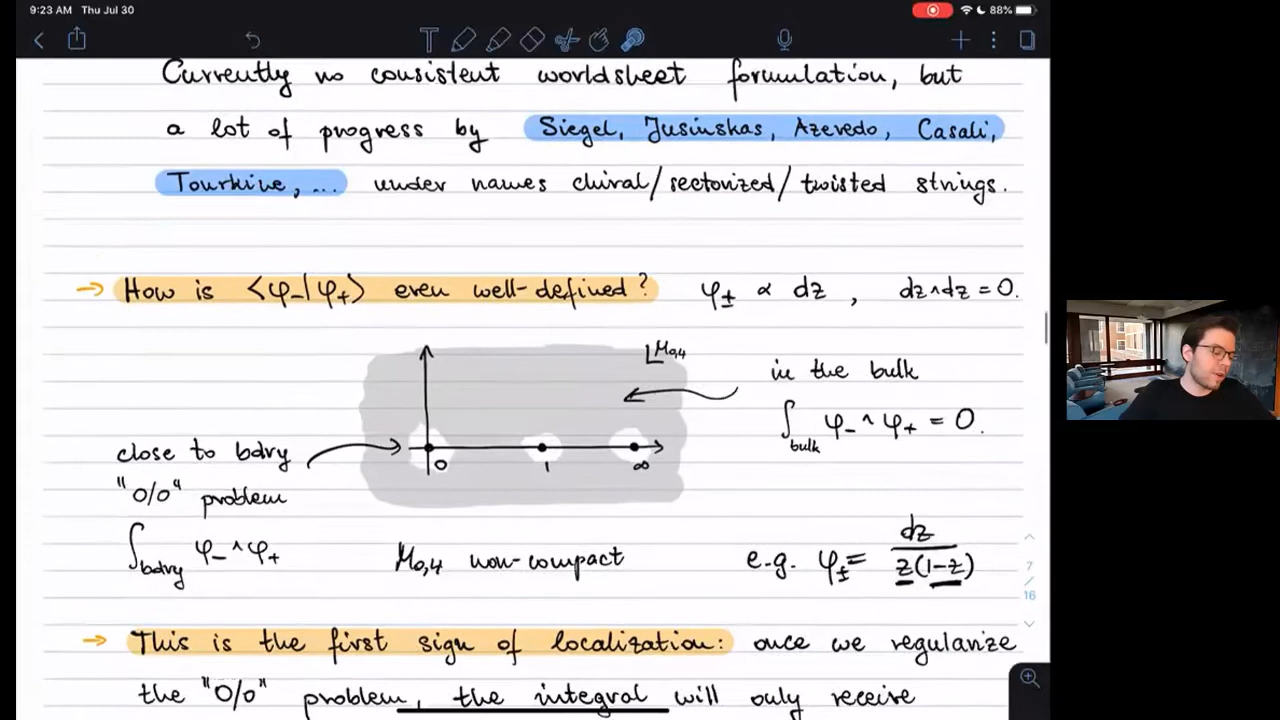 9:23 AM Thu Jul 30
88%
Currently no consistent worldsheet formulation, but
a lot of progress by Siegel, Jusinskas, Azevedo, Casali,
Tourkine, ... under names chiral/sectorized/twisted strings.
→ How is <φ₋|φ₊> even well-defined? φ± ∝ dz, dz∧dz = 0.
M₀,₄
in the bulk
∫bulk φ₋ ∧ φ₊ = 0.
close to bdry
0 1 ∞
"0/0" problem
∫bdry φ₋ ∧ φ₊
M₀,₄ non-compact
e.g. φ± = dz / z(1-z)
7 / 16
→ This is the first sign of localization: once we regularize
the "0/0" problem, the integral will only receive